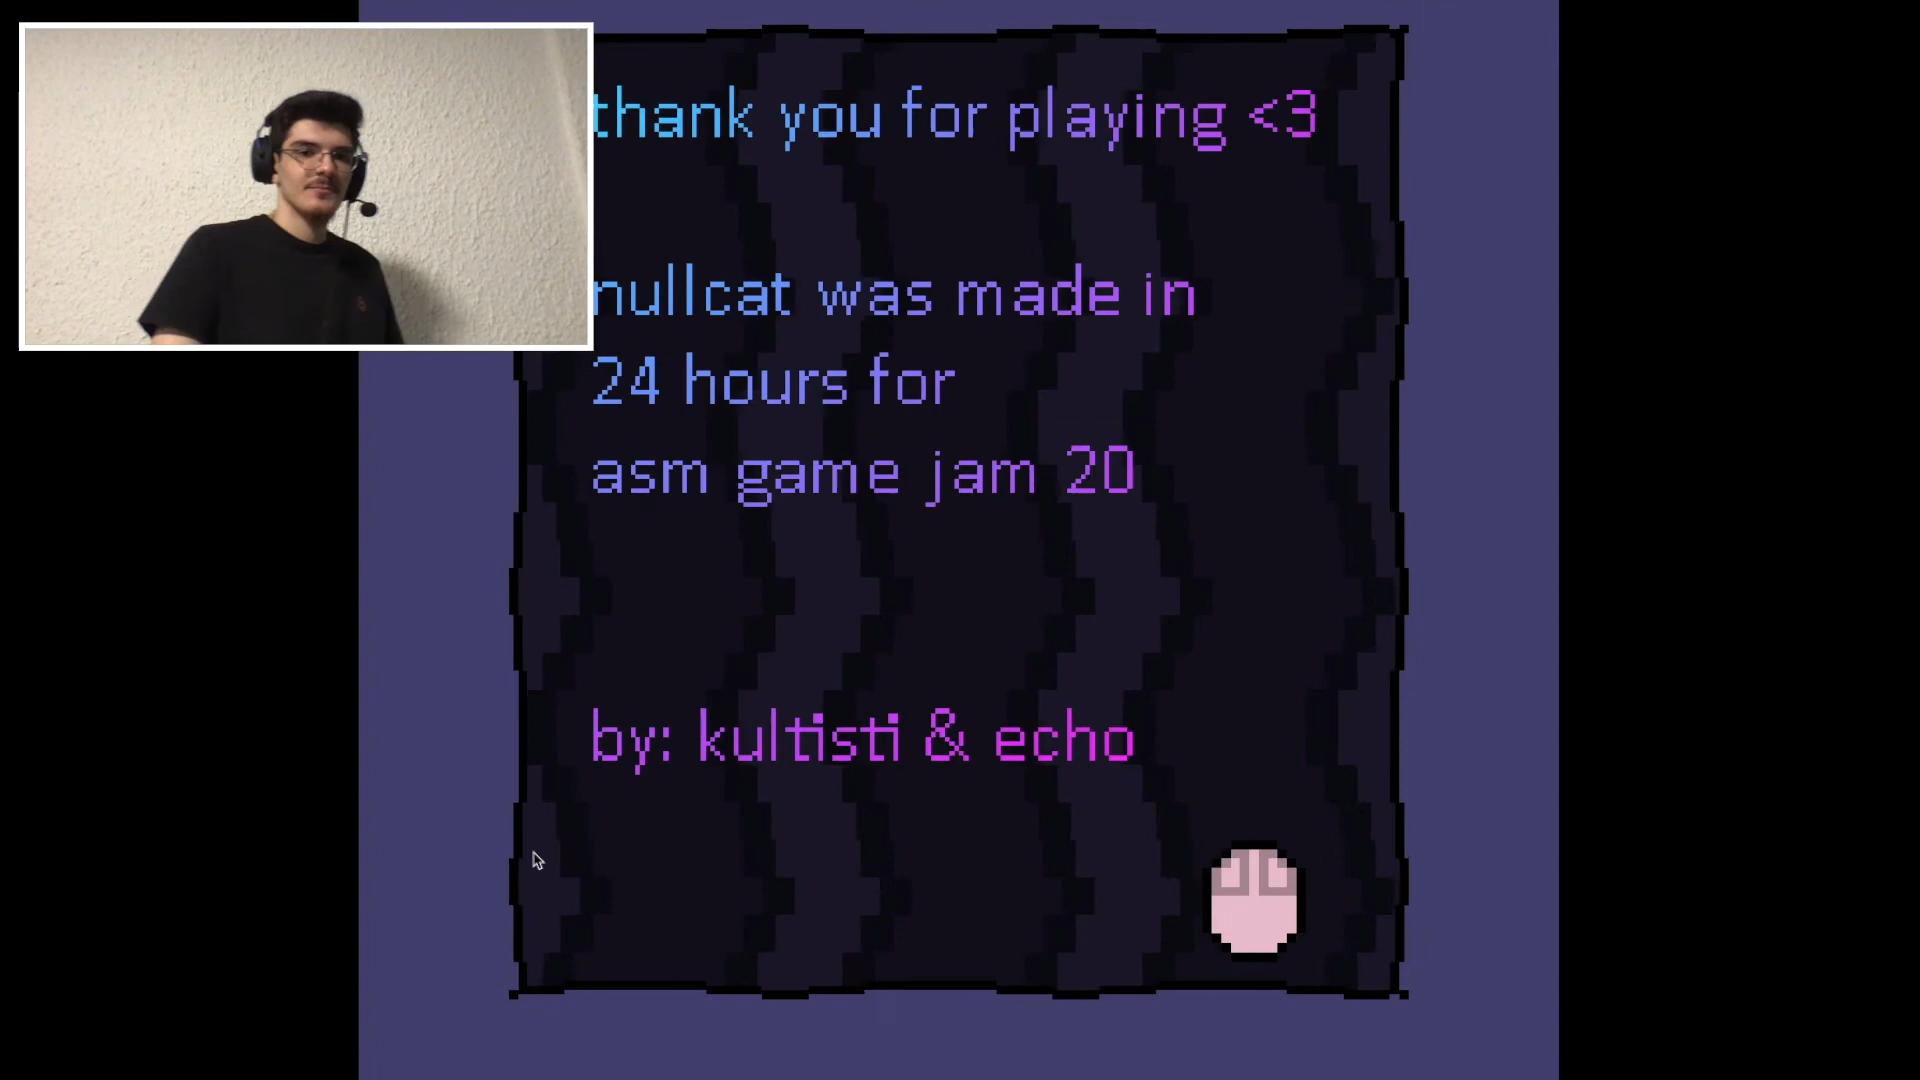 thank you for playing <3
nullcat was made in
24 hours for
asm game jam 20
by: kultisti & echo